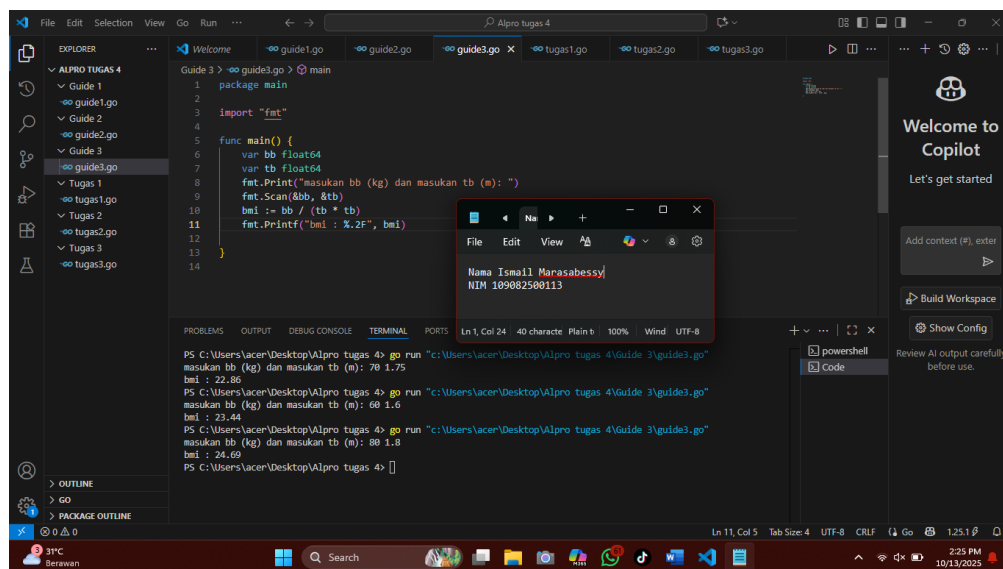 File Edit Selection View Go Run ... Alpro tugas 4
EXPLORER
ALPRO TUGAS 4
Guide 1
guide1.go
Guide 2
guide2.go
Guide 3
guide3.go
Tugas 1
tugas1.go
Tugas 2
tugas2.go
Tugas 3
tugas3.go
OUTLINE
GO
PACKAGE OUTLINE
Welcome guide1.go guide2.go guide3.go tugas1.go tugas2.go tugas3.go
Guide 3 > guide3.go > main
1 package main
2
3 import "fmt"
4
5 func main() {
6 var bb float64
7 var tb float64
8 fmt.Print("masukan bb (kg) dan masukan tb (m): ")
9 fmt.Scan(&bb, &tb)
10 bmi := bb / (tb * tb)
11 fmt.Printf("bmi : %.2F", bmi)
12
13 }
14
Na
File Edit View
Nama Ismail Marasabessy
NIM 109082500113
Ln 1, Col 24 40 characte Plain t 100% Wind UTF-8
PROBLEMS OUTPUT DEBUG CONSOLE TERMINAL PORTS
PS C:\Users\acer\Desktop\Alpro tugas 4> go run "c:\Users\acer\Desktop\Alpro tugas 4\Guide 3\guide3.go"
masukan bb (kg) dan masukan tb (m): 70 1.75
bmi : 22.86
PS C:\Users\acer\Desktop\Alpro tugas 4> go run "c:\Users\acer\Desktop\Alpro tugas 4\Guide 3\guide3.go"
masukan bb (kg) dan masukan tb (m): 60 1.6
bmi : 23.44
PS C:\Users\acer\Desktop\Alpro tugas 4> go run "c:\Users\acer\Desktop\Alpro tugas 4\Guide 3\guide3.go"
masukan bb (kg) dan masukan tb (m): 80 1.8
bmi : 24.69
PS C:\Users\acer\Desktop\Alpro tugas 4>
powershell
Code
Welcome to
Copilot
Let's get started
Add context (#), exter
Build Workspace
Show Config
Review AI output carefully
before use.
0 0 Ln 11, Col 5 Tab Size: 4 UTF-8 CRLF Go 1.25.1
3 31°C
Berawan
Search
2:25 PM
10/13/2025